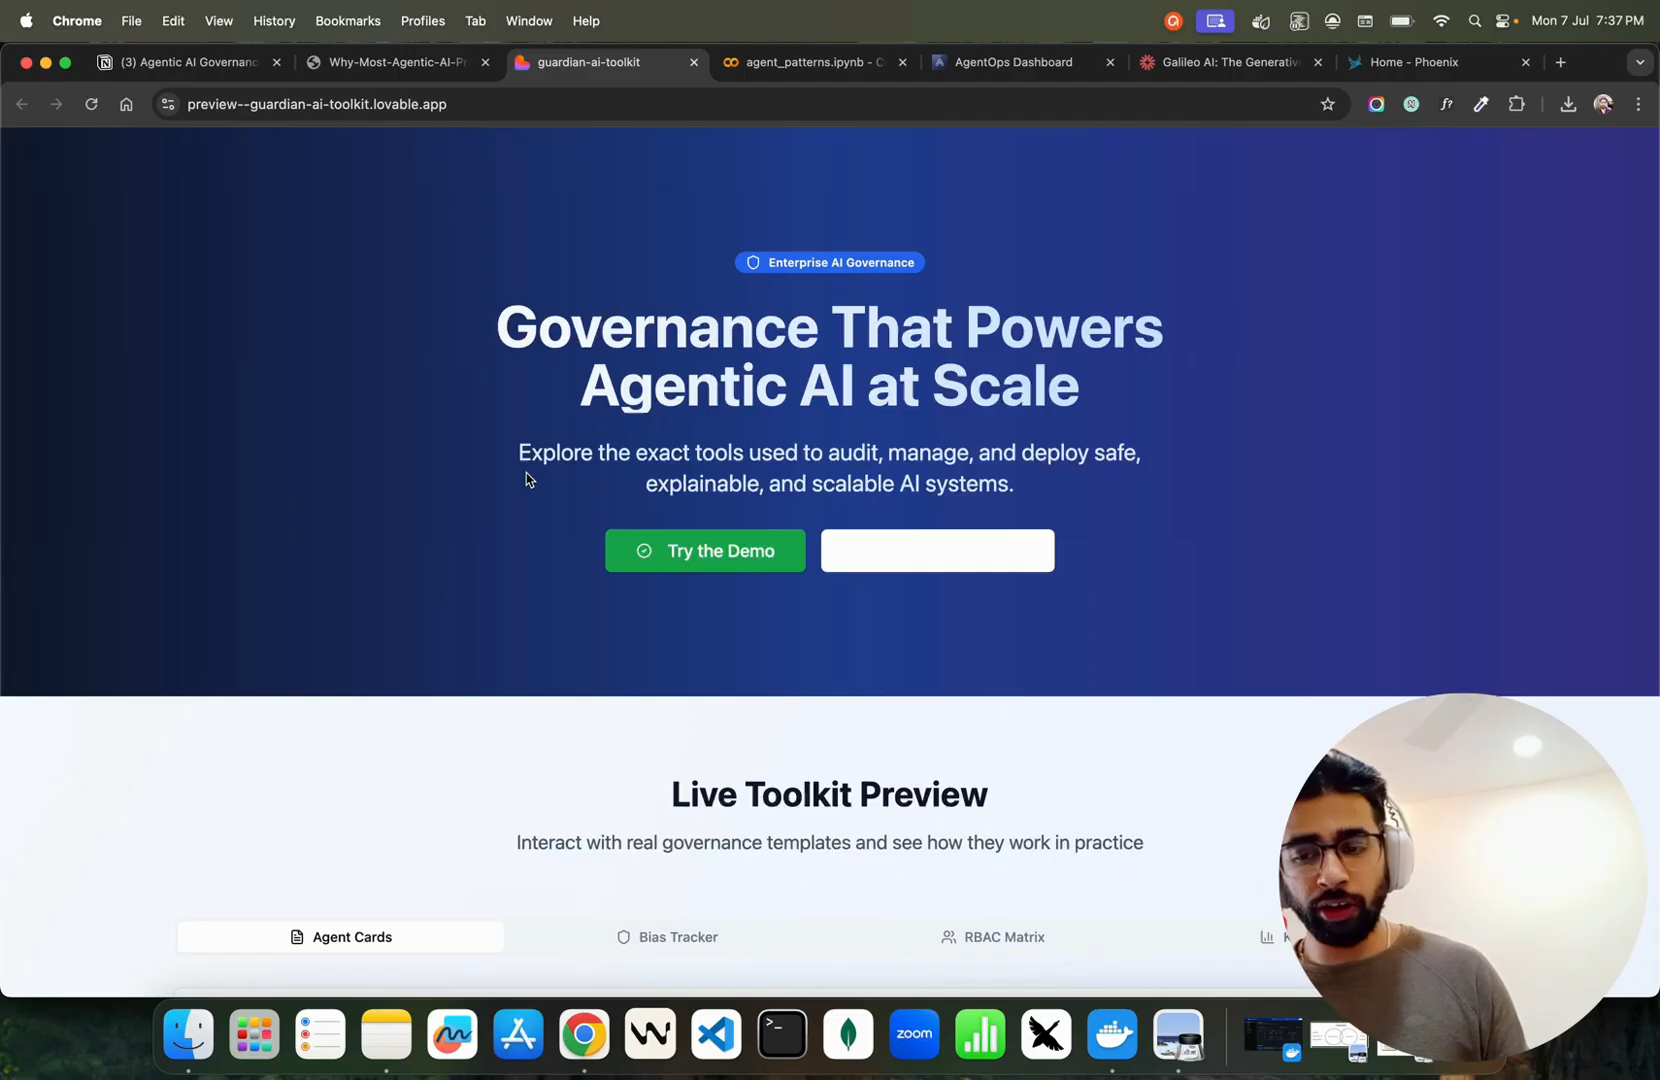 Chrome File Edit View History Bookmarks Profiles Tab Window Help Mon 7 Jul 7:37 PM
(3) Agentic AI Governance Why-Most-Agentic-AI-Pr guardian-ai-toolkit agent_patterns.ipynb - C AgentOps Dashboard Galileo AI: The Generative Home - Phoenix
preview--guardian-ai-toolkit.lovable.app f?
Enterprise AI Governance
Governance That Powers
Agentic AI at Scale
Explore the exact tools used to audit, manage, and deploy safe,
explainable, and scalable AI systems.
Try the Demo
Live Toolkit Preview
Interact with real governance templates and see how they work in practice
Agent Cards Bias Tracker RBAC Matrix
zoom